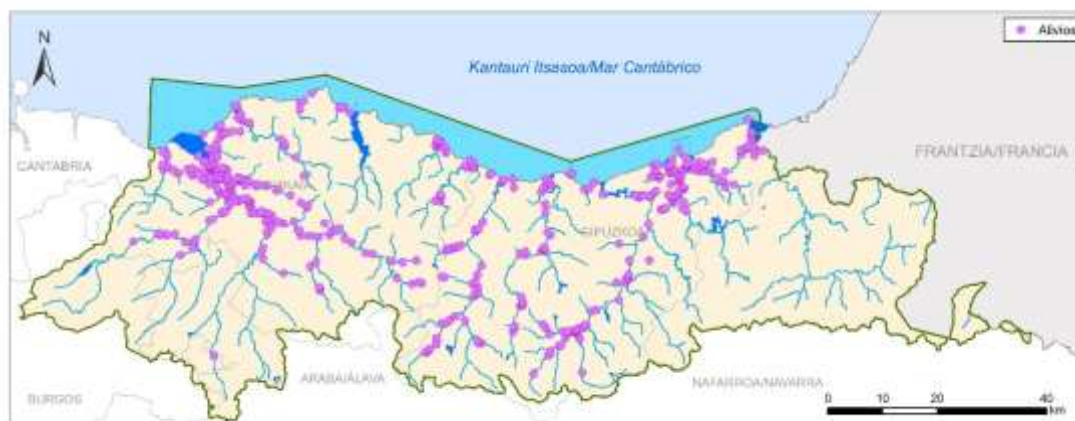 Alivios
N
Kantauri Itsasoa/Mar Cantábrico
CANTABRIA
FRANTZIA/FRANCIA
GIPUZKOA
ARABA/ÁLAVA
NAFARROA/NAVARRA
BURGOS
0 10 20 40
km